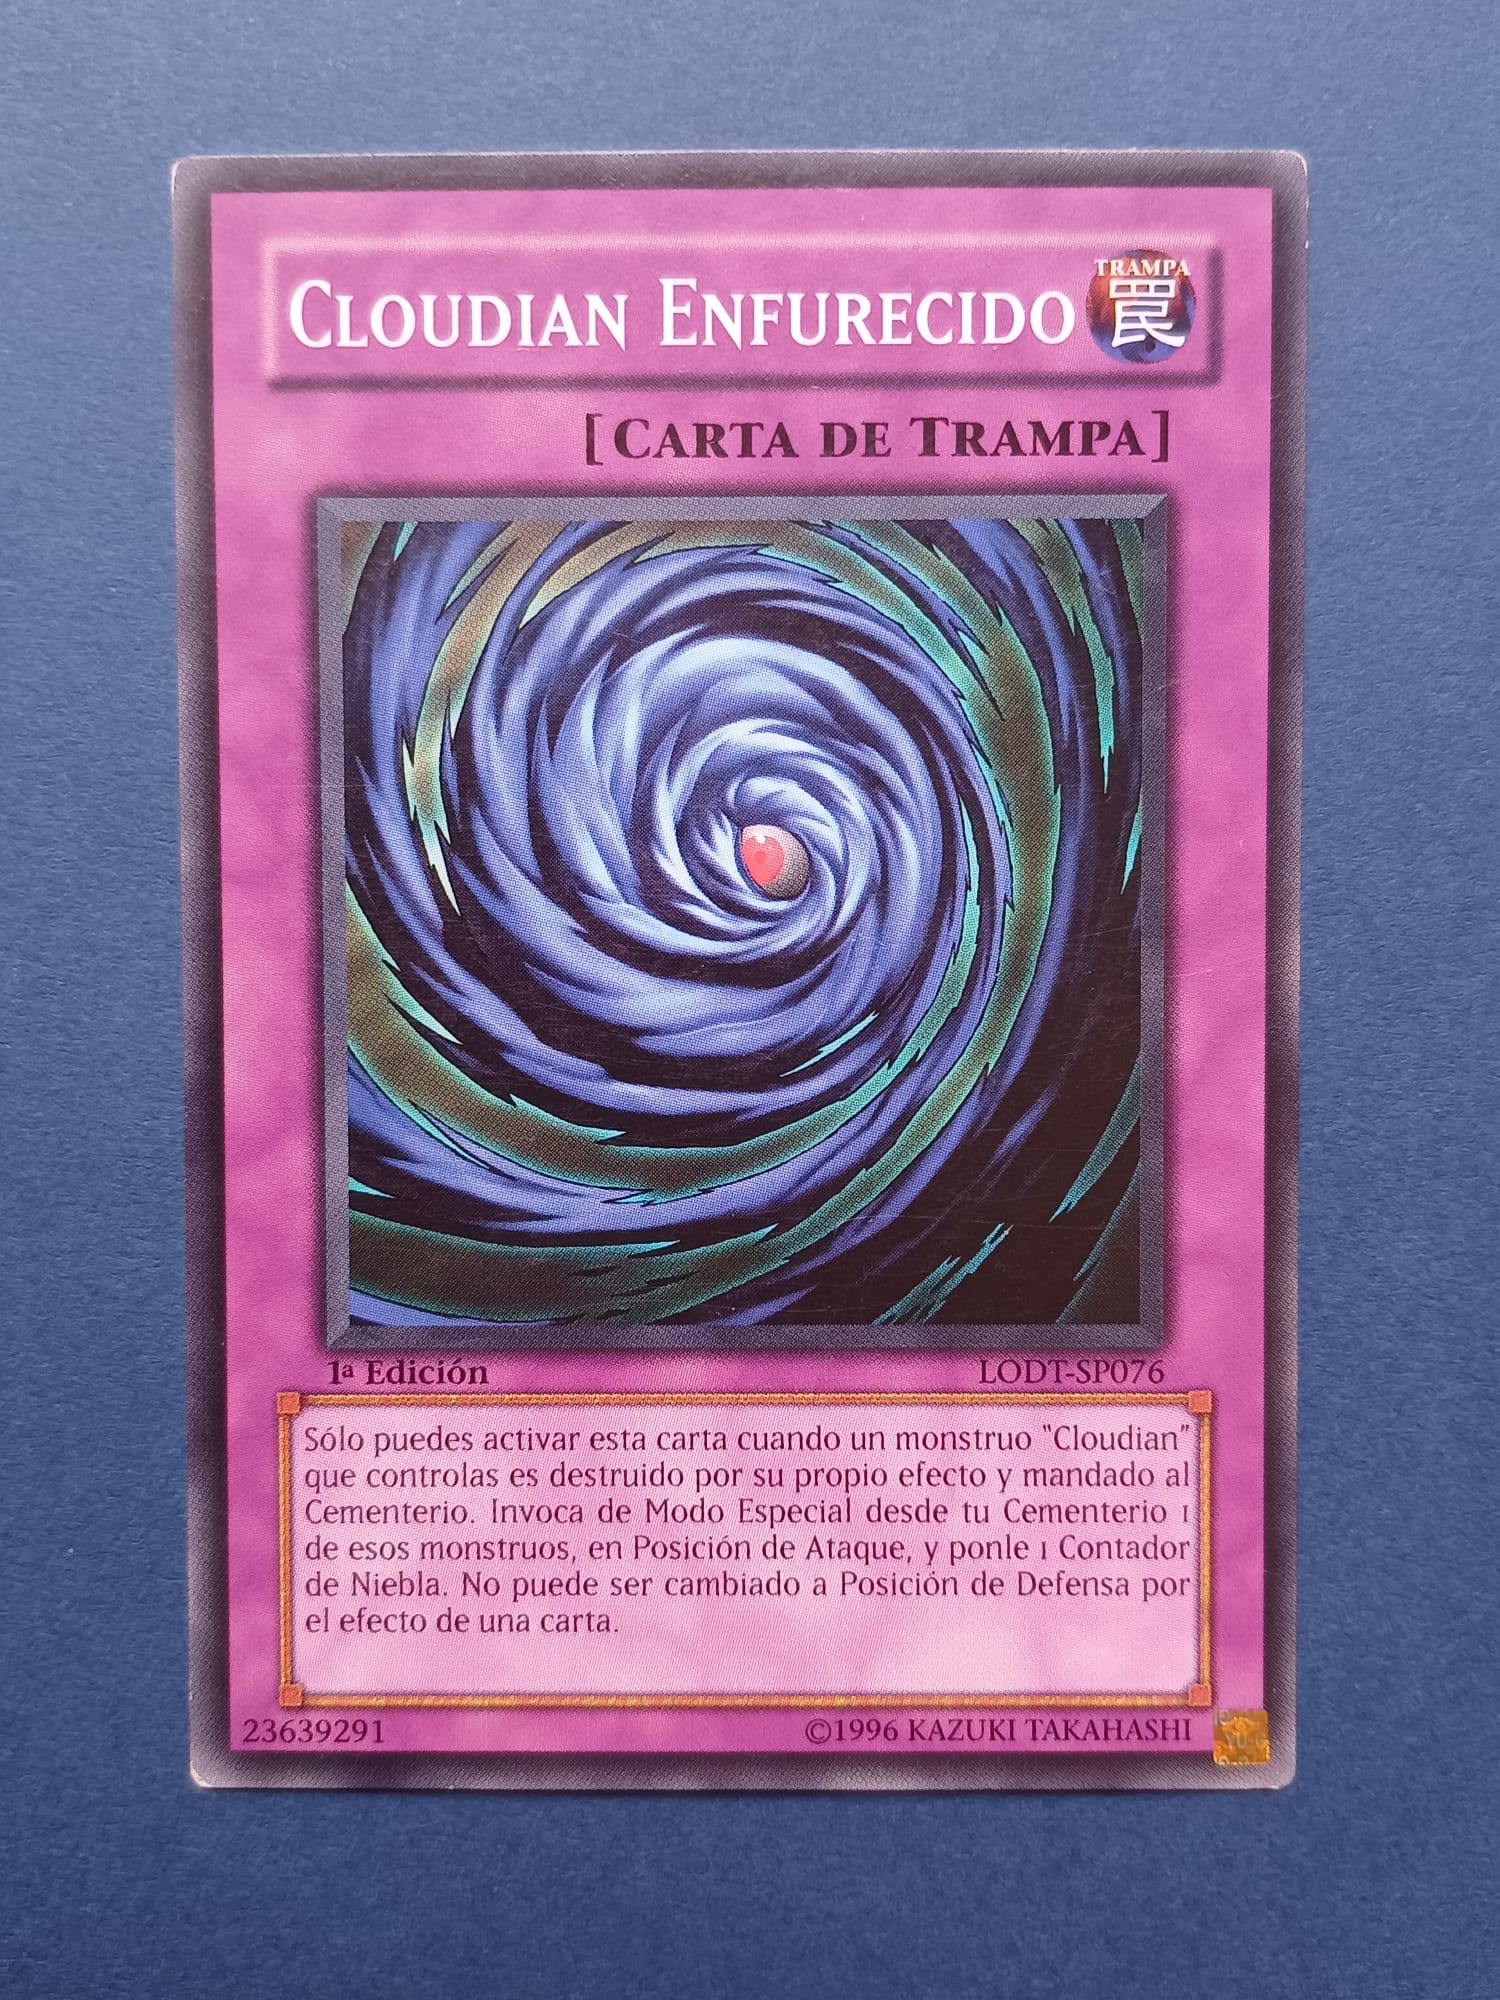 CLOUDIAN ENFURECIDO
TRAMPA
罠
[CARTA DE TRAMPA]
1ª Edición
LODT-SP076
Sólo puedes activar esta carta cuando un monstruo "Cloudian"
que controlas es destruido por su propio efecto y mandado al
Cementerio. Invoca de Modo Especial desde tu Cementerio 1
de esos monstruos, en Posición de Ataque, y ponle 1 Contador
de Niebla. No puede ser cambiado a Posición de Defensa por
el efecto de una carta.
23639291
©1996 KAZUKI TAKAHASHI